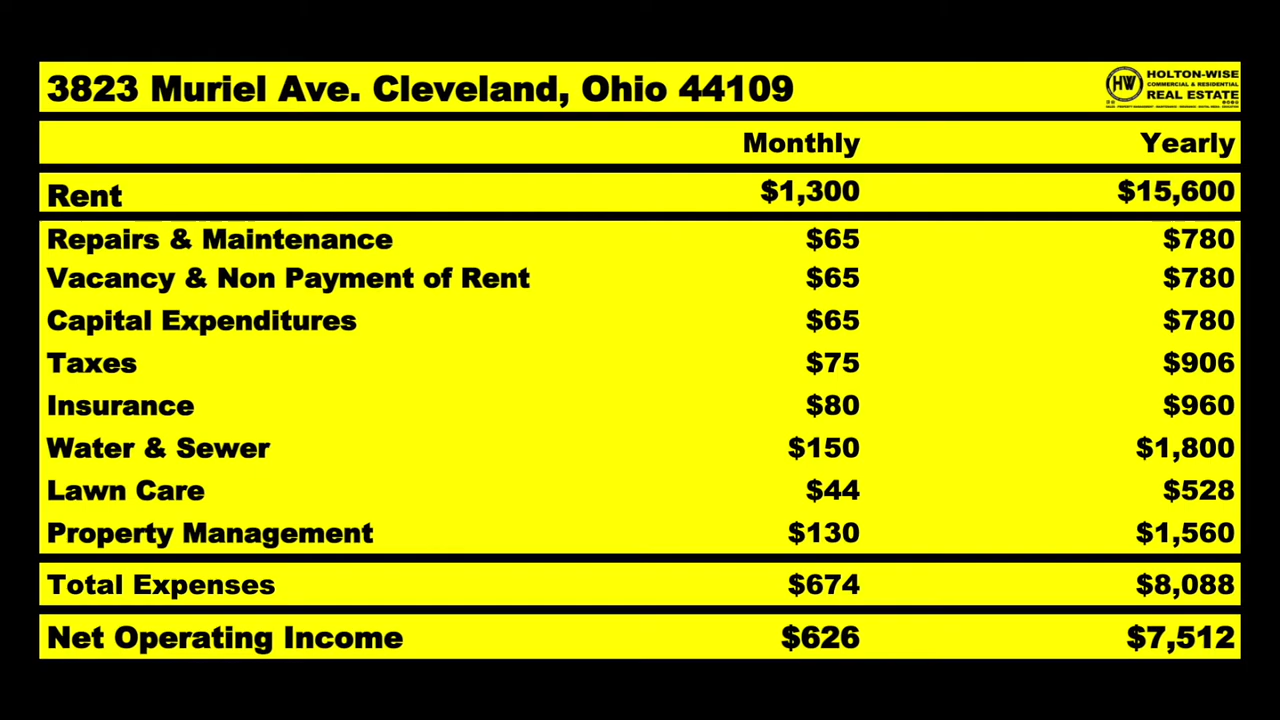 3823 Muriel Ave. Cleveland, Ohio 44109
HW HOLTON-WISE
COMMERCIAL & RESIDENTIAL
REAL ESTATE
Monthly Yearly
Rent $1,300 $15,600
Repairs & Maintenance $65 $780
Vacancy & Non Payment of Rent $65 $780
Capital Expenditures $65 $780
Taxes $75 $906
Insurance $80 $960
Water & Sewer $150 $1,800
Lawn Care $44 $528
Property Management $130 $1,560
Total Expenses $674 $8,088
Net Operating Income $626 $7,512